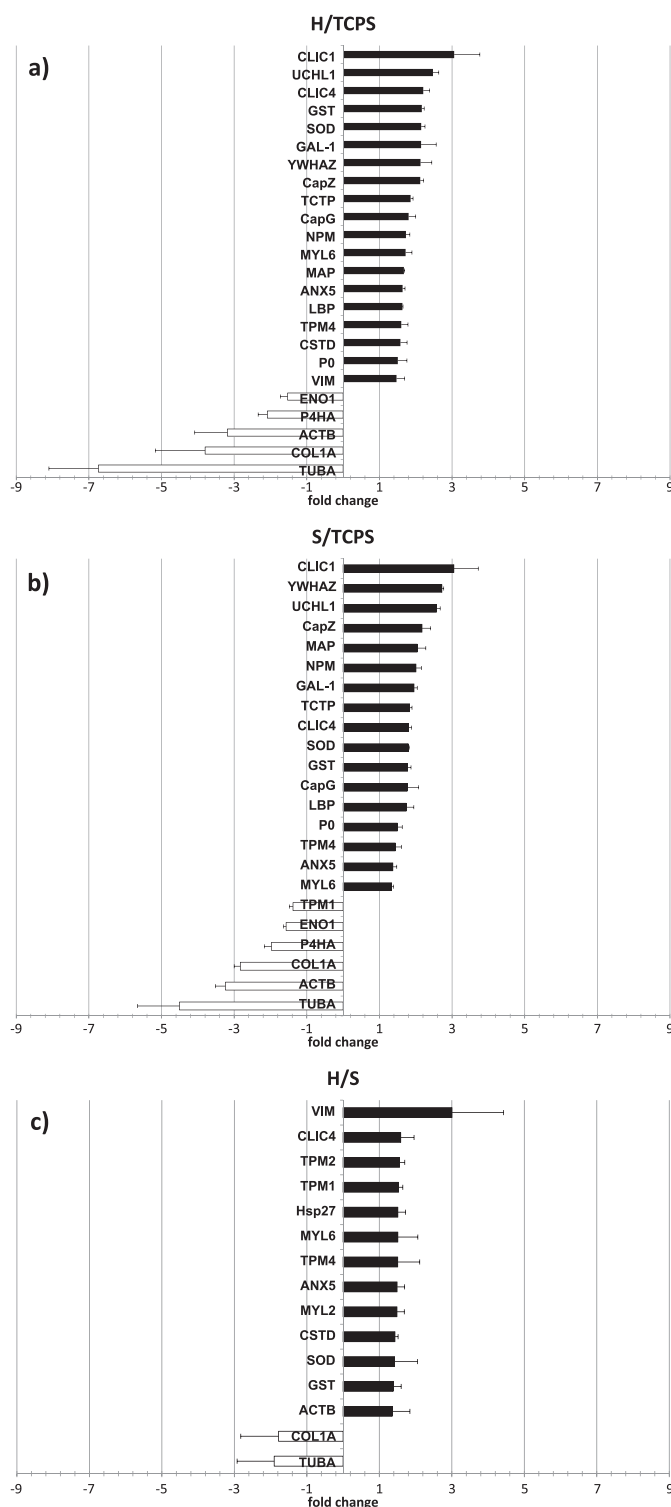 H/TCPS
a)
CLIC1
UCHL1
CLIC4
GST
SOD
GAL-1
YWHAZ
CapZ
TCTP
CapG
NPM
MYL6
MAP
ANX5
LBP
TPM4
CSTD
P0
VIM
ENO1
P4HA
ACTB
COL1A
TUBA
-9 -7 -5 -3 -1 1 3 5 7 9
fold change
S/TCPS
b)
CLIC1
YWHAZ
UCHL1
CapZ
MAP
NPM
GAL-1
TCTP
CLIC4
SOD
GST
CapG
LBP
P0
TPM4
ANX5
MYL6
TPM1
ENO1
P4HA
COL1A
ACTB
TUBA
-9 -7 -5 -3 -1 1 3 5 7 9
fold change
H/S
c)
VIM
CLIC4
TPM2
TPM1
Hsp27
MYL6
TPM4
ANX5
MYL2
CSTD
SOD
GST
ACTB
COL1A
TUBA
-9 -7 -5 -3 -1 1 3 5 7 9
fold change